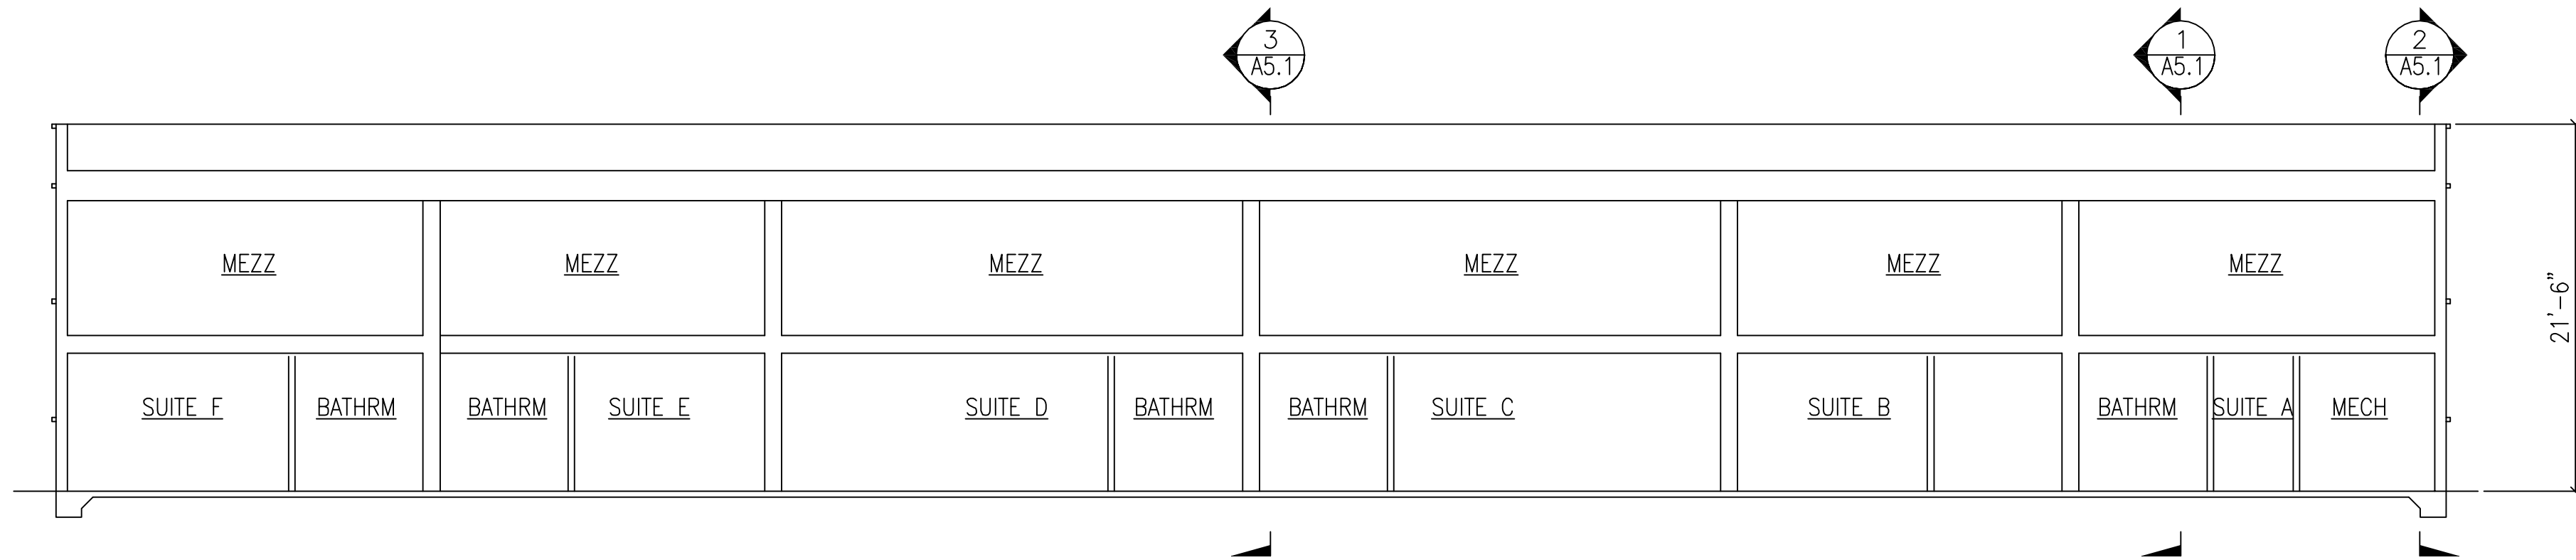 3
A5.1
1
A5.1
2
A5.1
MEZZ
MEZZ
MEZZ
MEZZ
MEZZ
MEZZ
21'-6"
SUITE F
BATHRM
BATHRM
SUITE E
SUITE D
BATHRM
BATHRM
SUITE C
SUITE B
BATHRM
SUITE A
MECH